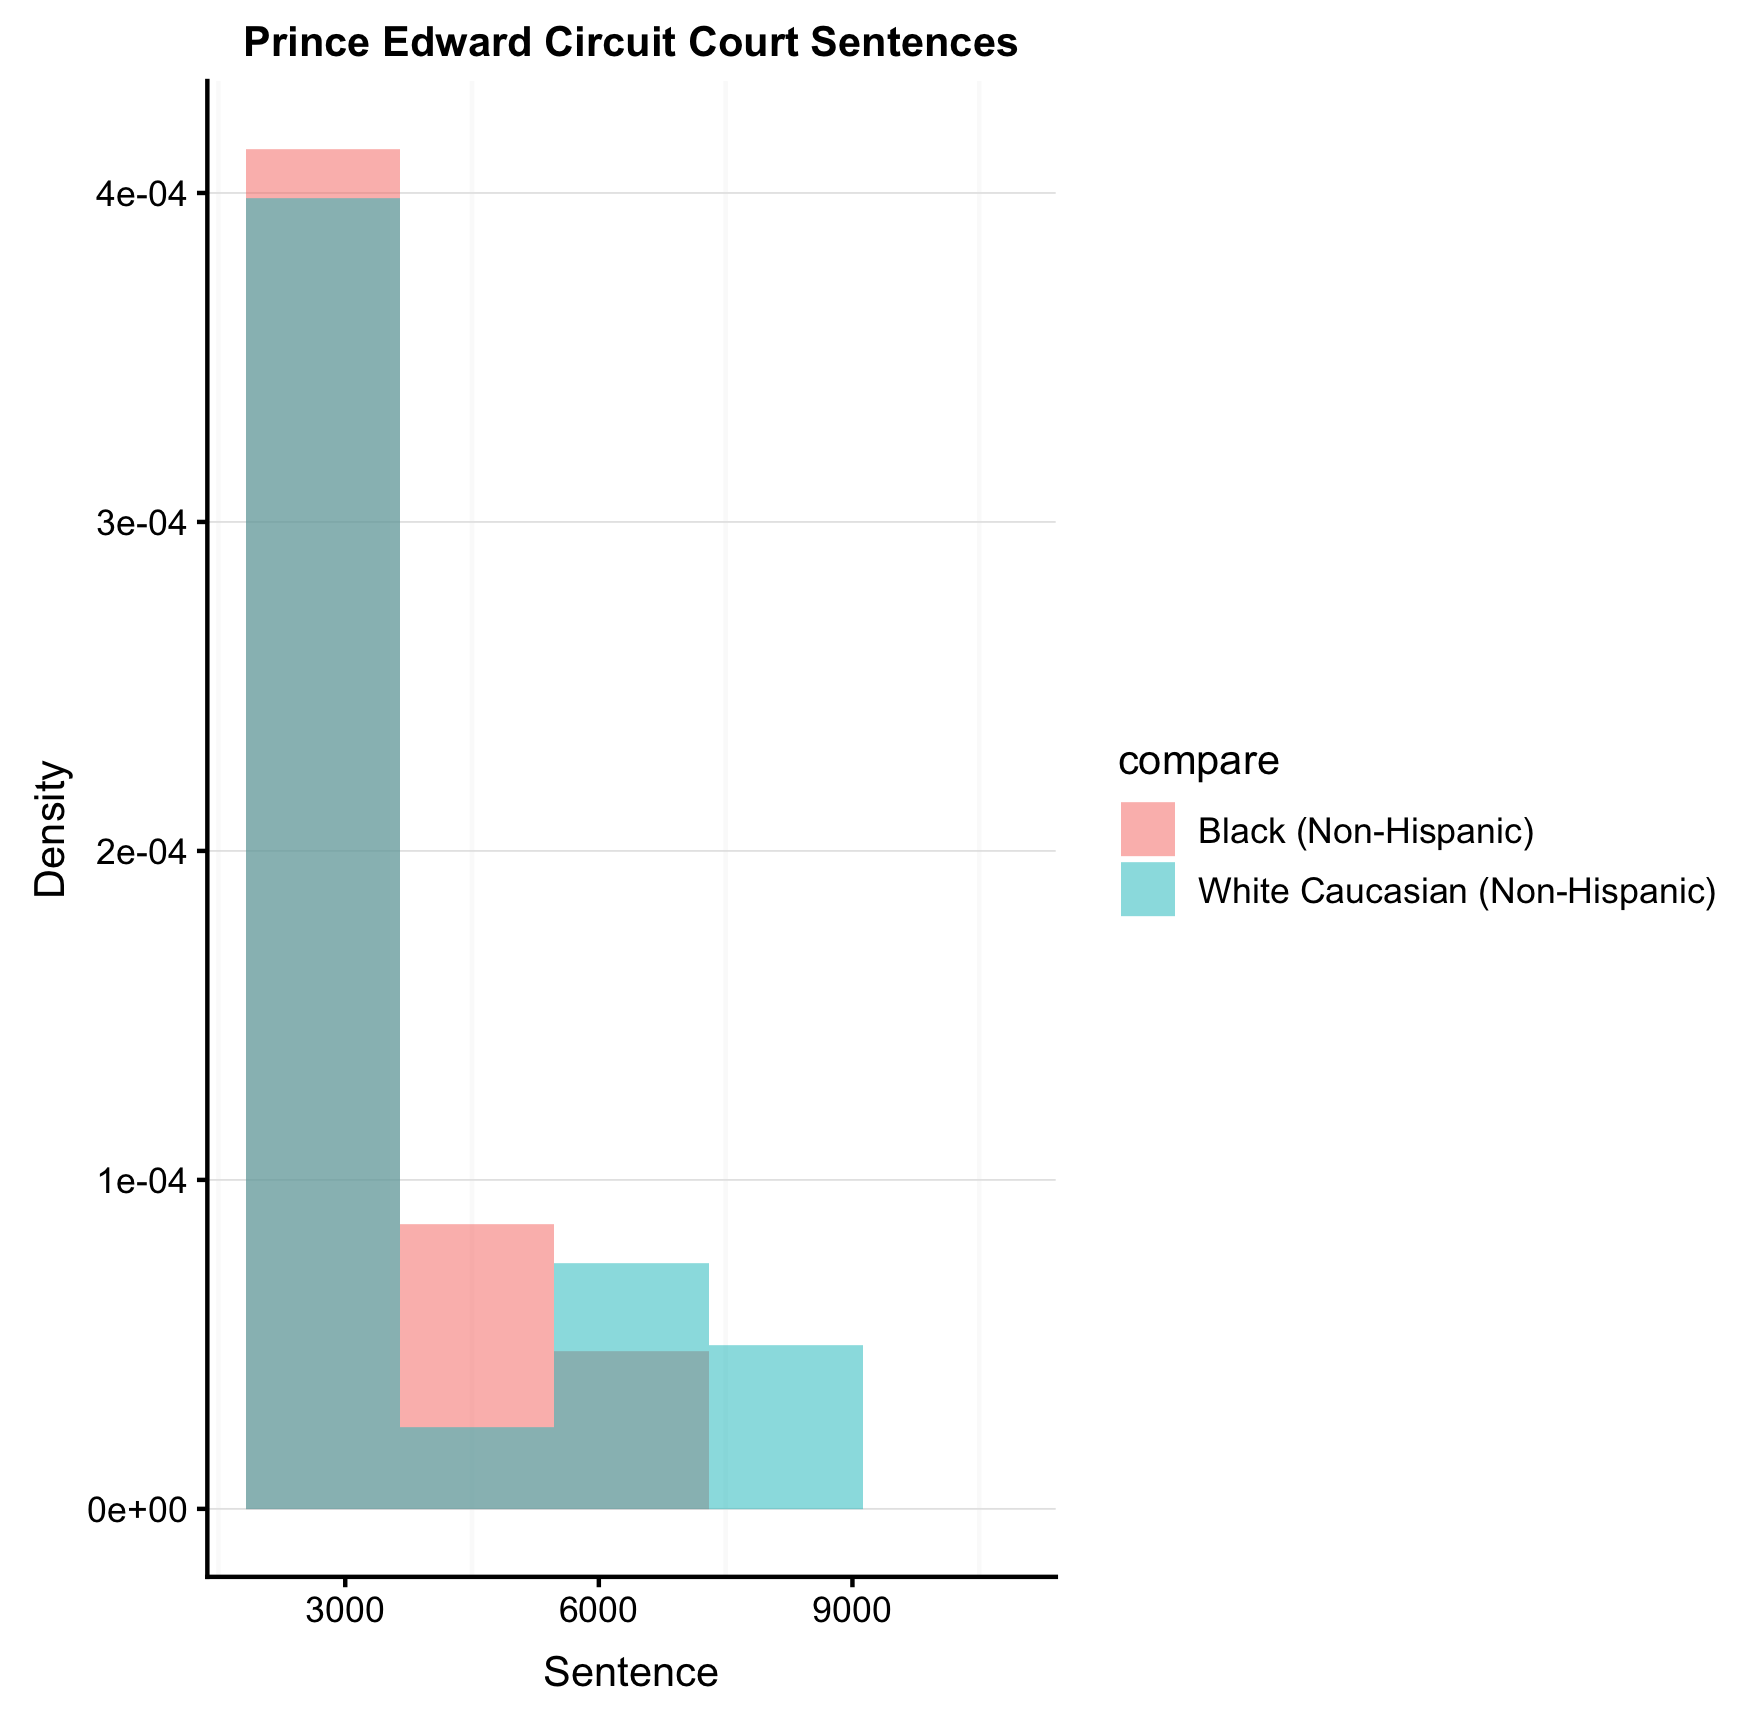 Prince Edward Circuit Court Sentences
4e-04
3e-04
2e-04
1e-04
0e+00
Density
3000 6000 9000
Sentence
compare
Black (Non-Hispanic)
White Caucasian (Non-Hispanic)